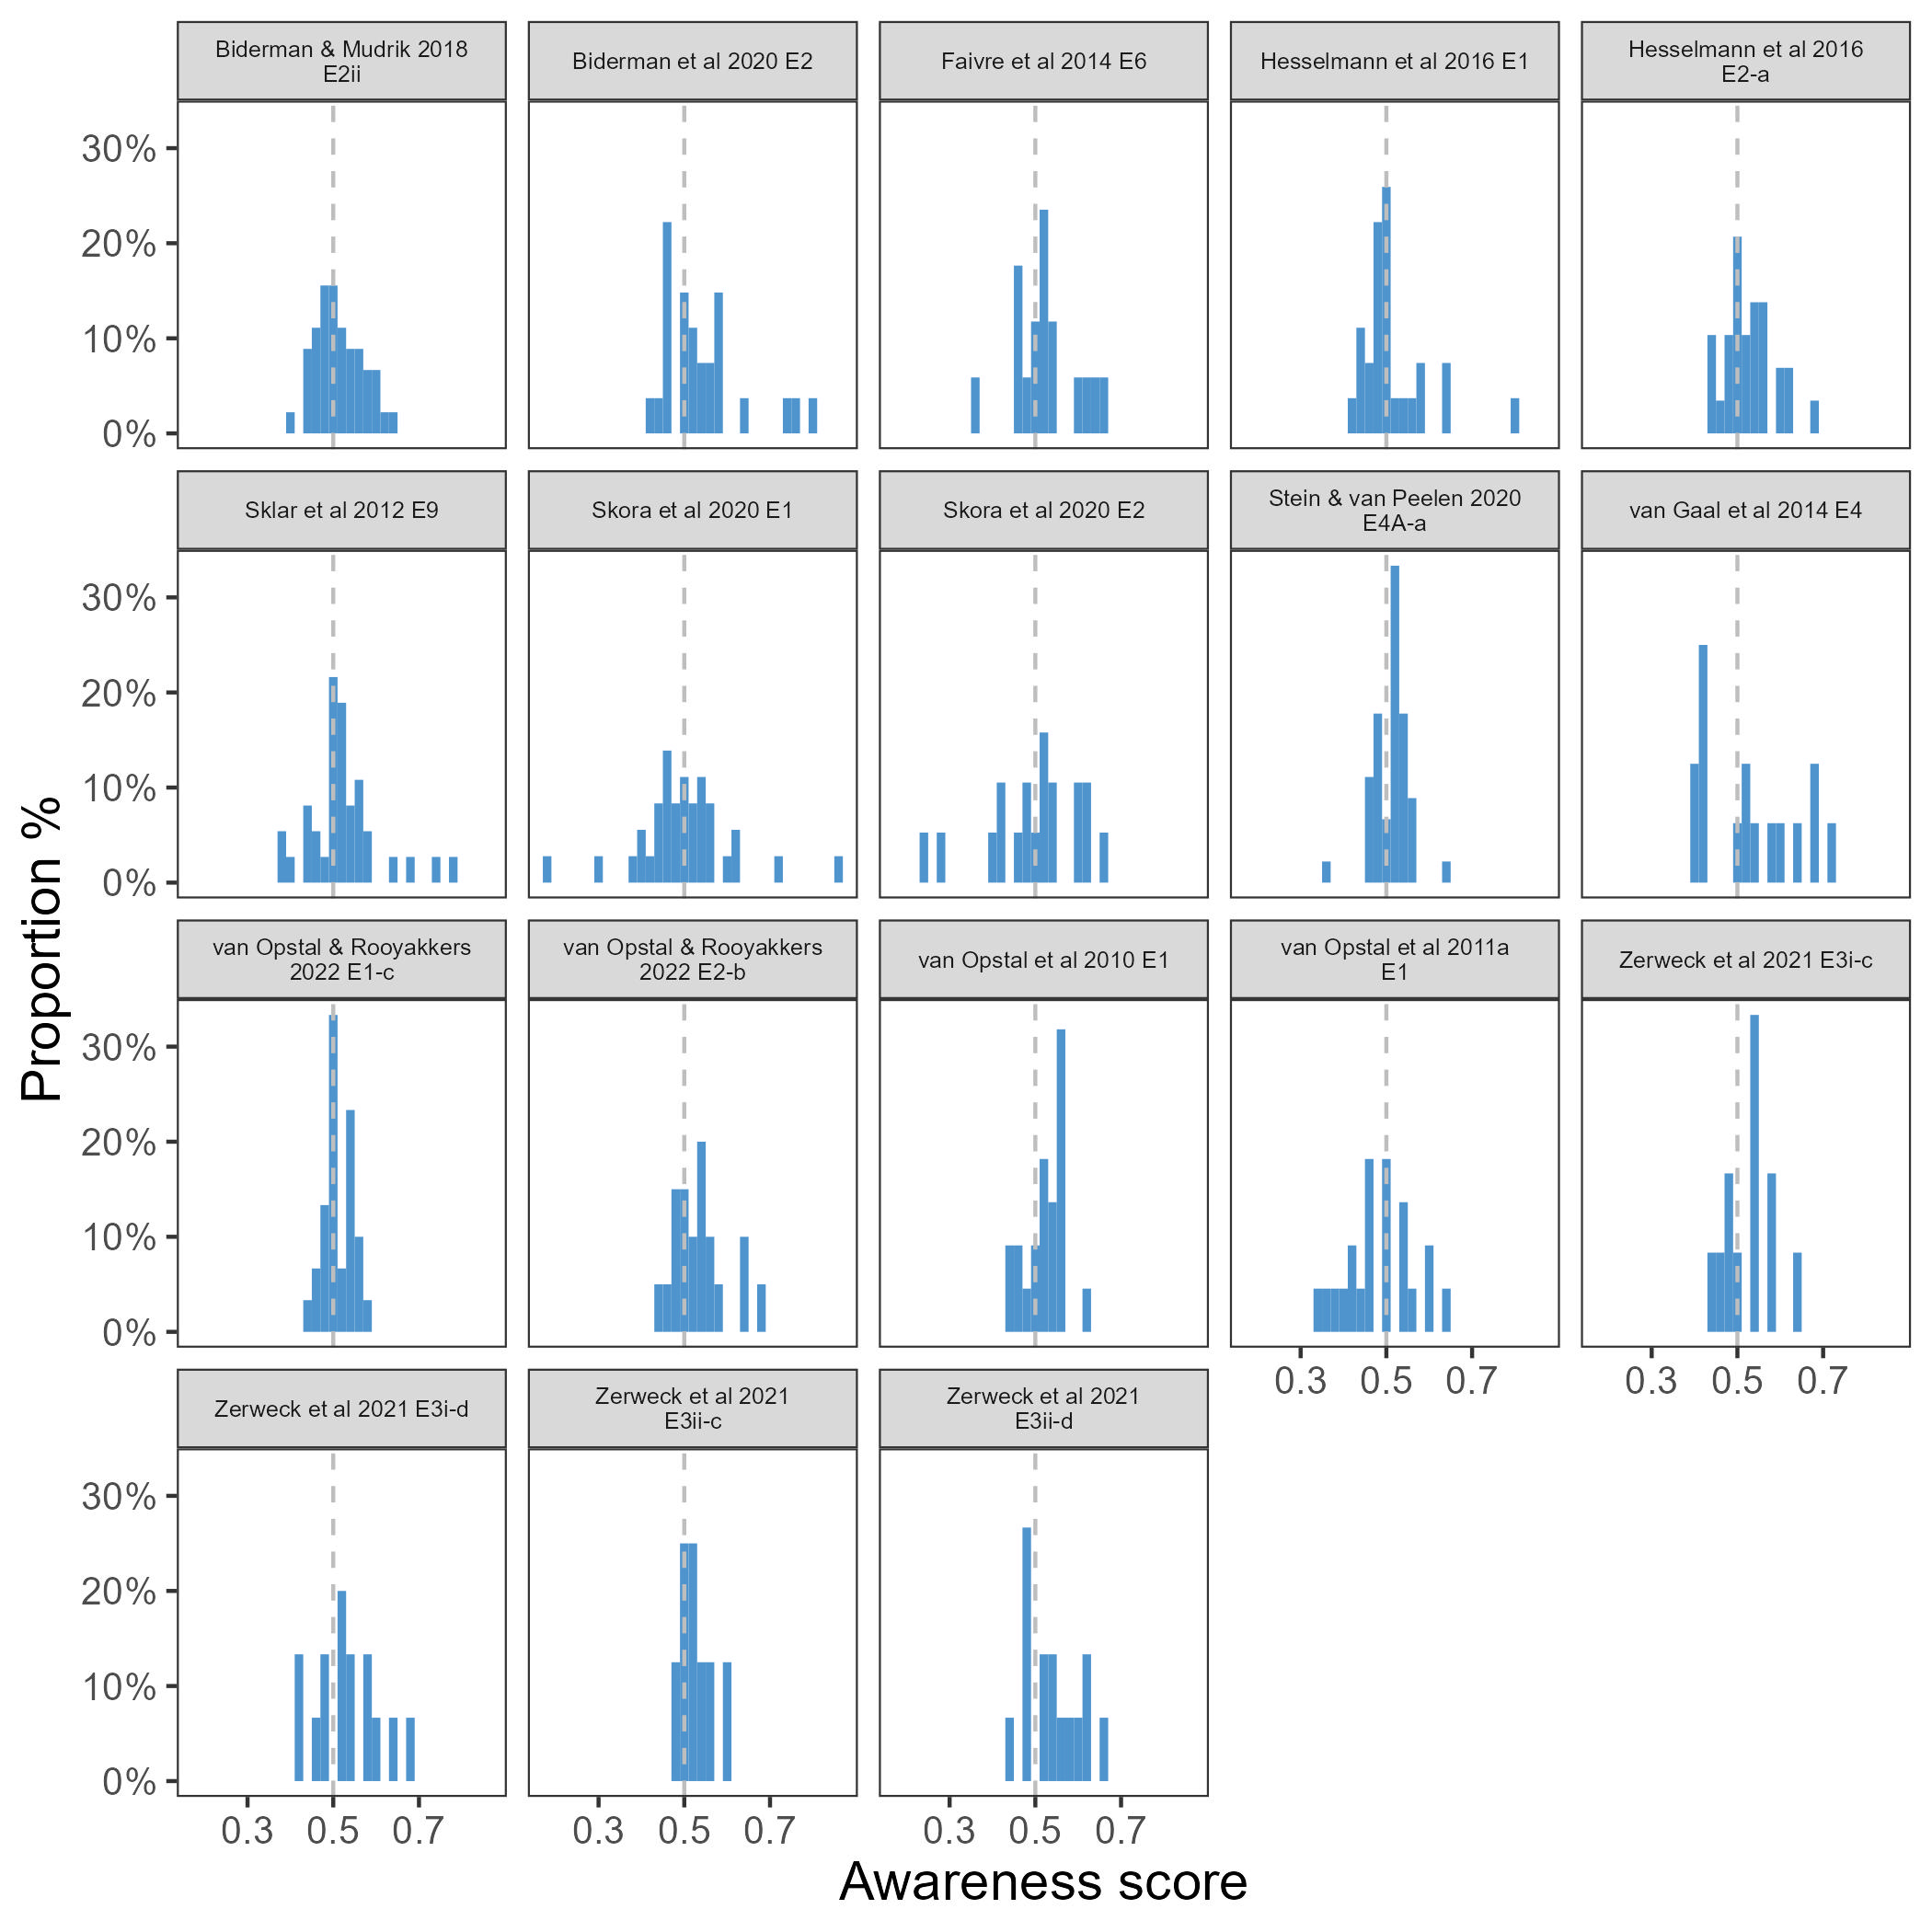 Biderman & Mudrik 2018
E2ii
Biderman et al 2020 E2
Faivre et al 2014 E6
Hesselmann et al 2016 E1
Hesselmann et al 2016
E2-a
30%
20%
10%
0%
Sklar et al 2012 E9
Skora et al 2020 E1
Skora et al 2020 E2
Stein & van Peelen 2020
E4A-a
van Gaal et al 2014 E4
30%
20%
10%
0%
van Opstal & Rooyakkers
2022 E1-c
van Opstal & Rooyakkers
2022 E2-b
van Opstal et al 2010 E1
van Opstal et al 2011a
E1
Zerweck et al 2021 E3i-c
30%
20%
10%
0%
0.3 0.5 0.7
0.3 0.5 0.7
Zerweck et al 2021 E3i-d
Zerweck et al 2021
E3ii-c
Zerweck et al 2021
E3ii-d
30%
20%
10%
0%
0.3 0.5 0.7
0.3 0.5 0.7
0.3 0.5 0.7
Proportion %
Awareness score